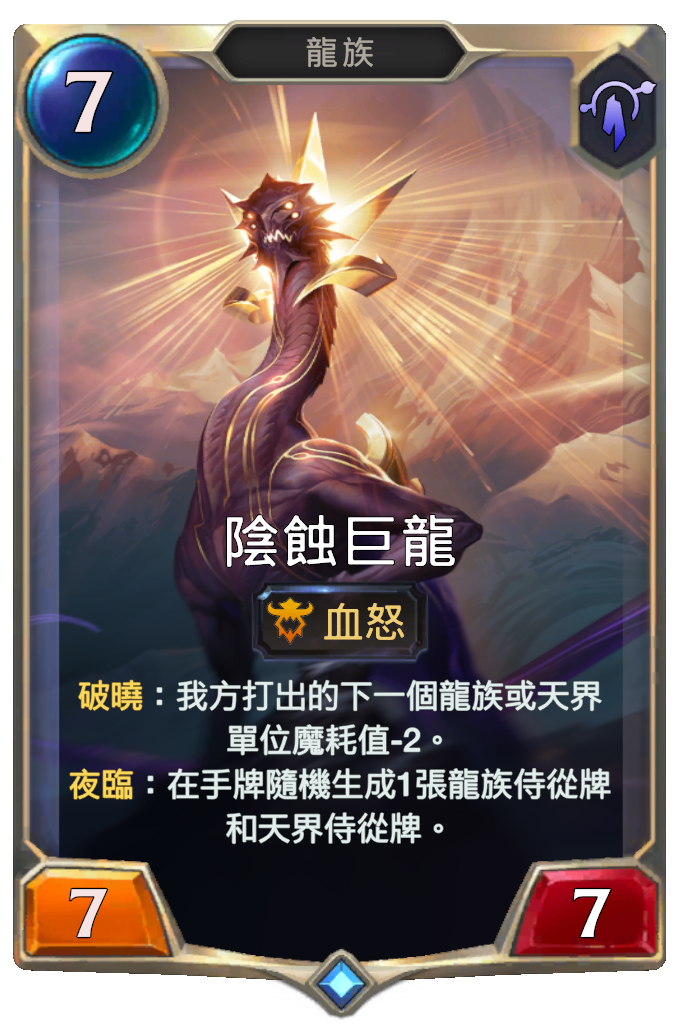 龍族
7
陰蝕巨龍
血怒
破曉：我方打出的下一個龍族或天界
單位魔耗值-2。
夜臨：在手牌隨機生成1張龍族侍從牌
和天界侍從牌。
7
7